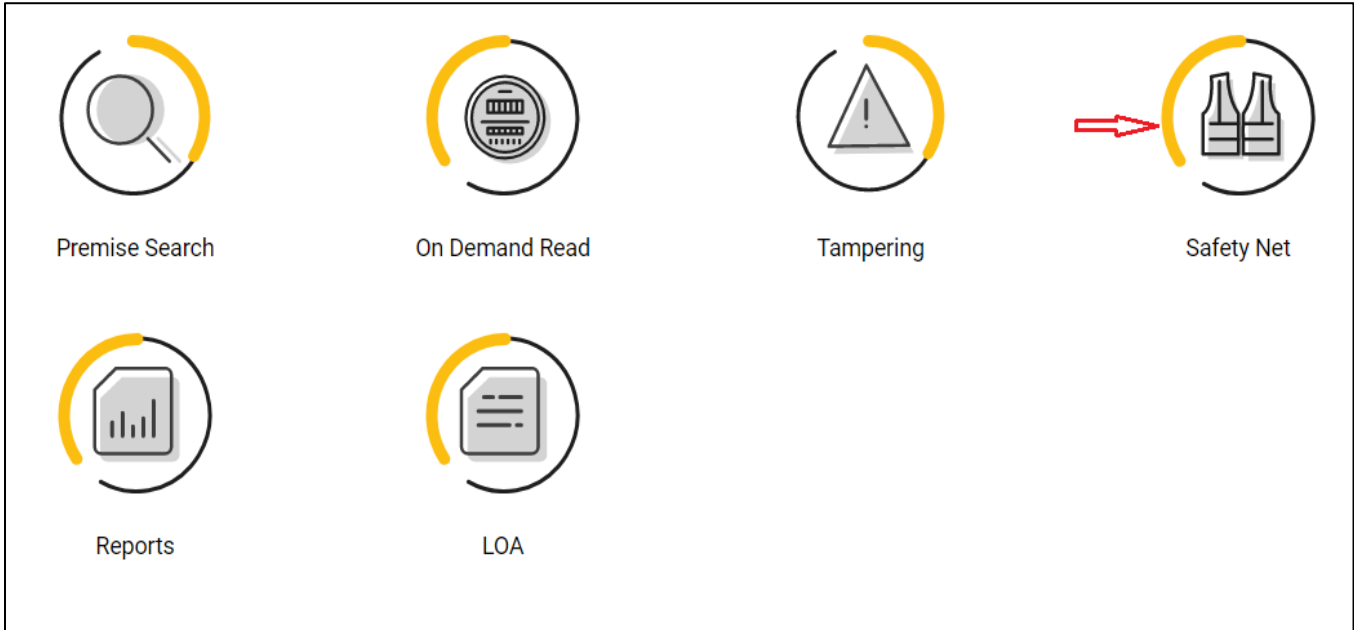 Premise Search
On Demand Read
Tampering
Safety Net
Reports
LOA